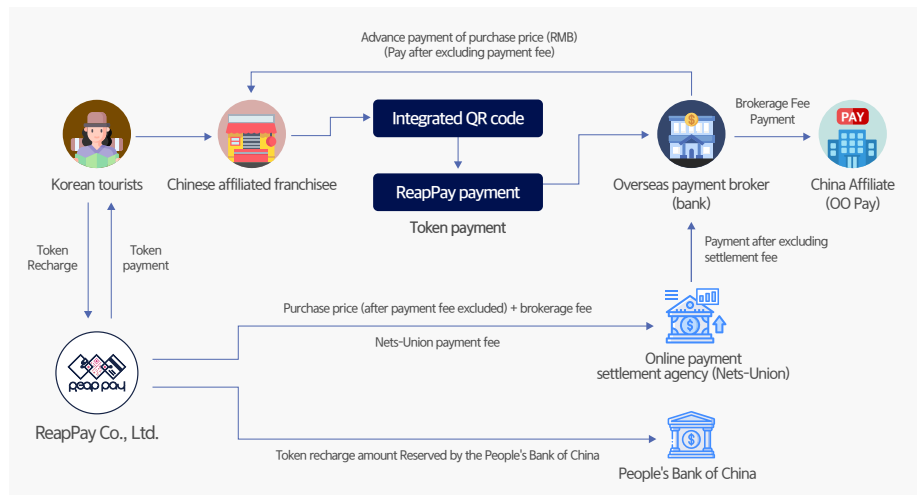 Advance payment of purchase price (RMB)
(Pay after excluding payment fee)
Korean tourists
Chinese affiliated franchisee
Integrated QR code
ReapPay payment
Token payment
Overseas payment broker
(bank)
Brokerage Fee
Payment
PAY
China Affiliate
(OO Pay)
Token
Recharge
Token
payment
Payment after excluding
settlement fee
Purchase price (after payment fee excluded) + brokerage fee
Nets-Union payment fee
Online payment
settlement agency (Nets-Union)
reap pay
ReapPay Co., Ltd.
Token recharge amount Reserved by the People's Bank of China
People's Bank of China